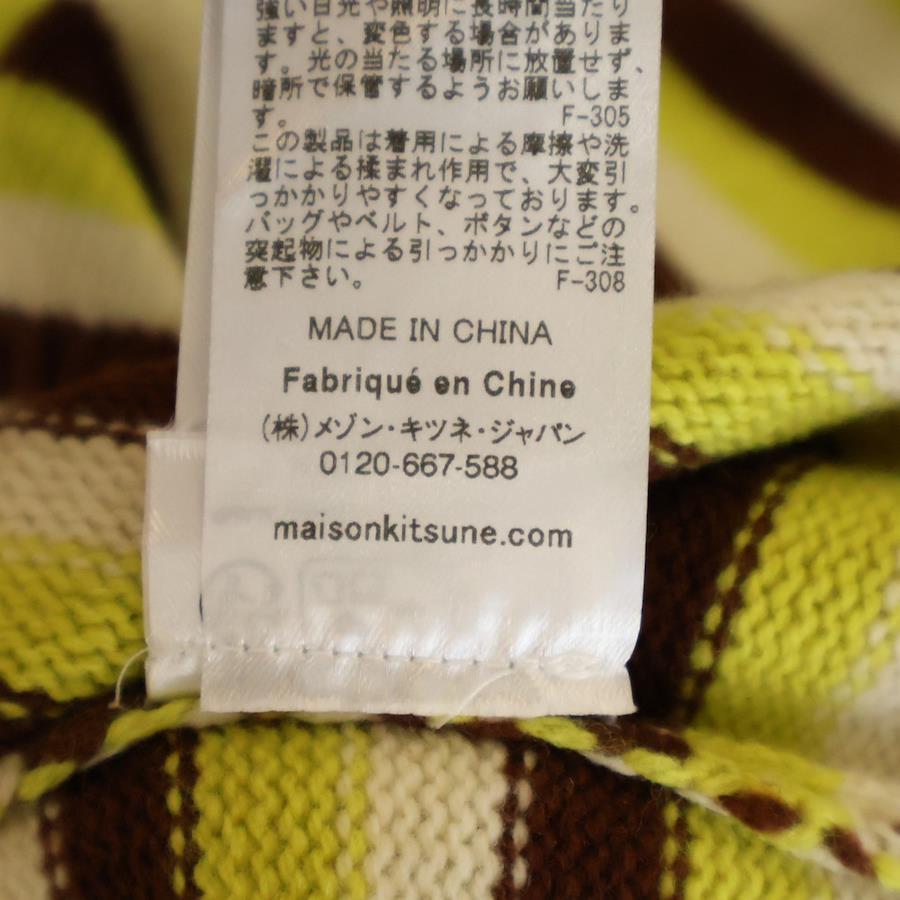 強い日光や照明に長時間当たり
ますと、変色する場合がありま
す。光の当たる場所に放置せず、
暗所で保管するようお願いしま
す。 F-305
この製品は着用による摩擦や洗
濯による揉まれ作用で、大変引
っかかりやすくなっております。
バッグやベルト、ボタンなどの
突起物による引っかかりにご注
意下さい。 F-308
MADE IN CHINA
Fabriqué en Chine
(株)メゾン・キツネ・ジャパン
0120-667-588
maisonkitsune.com